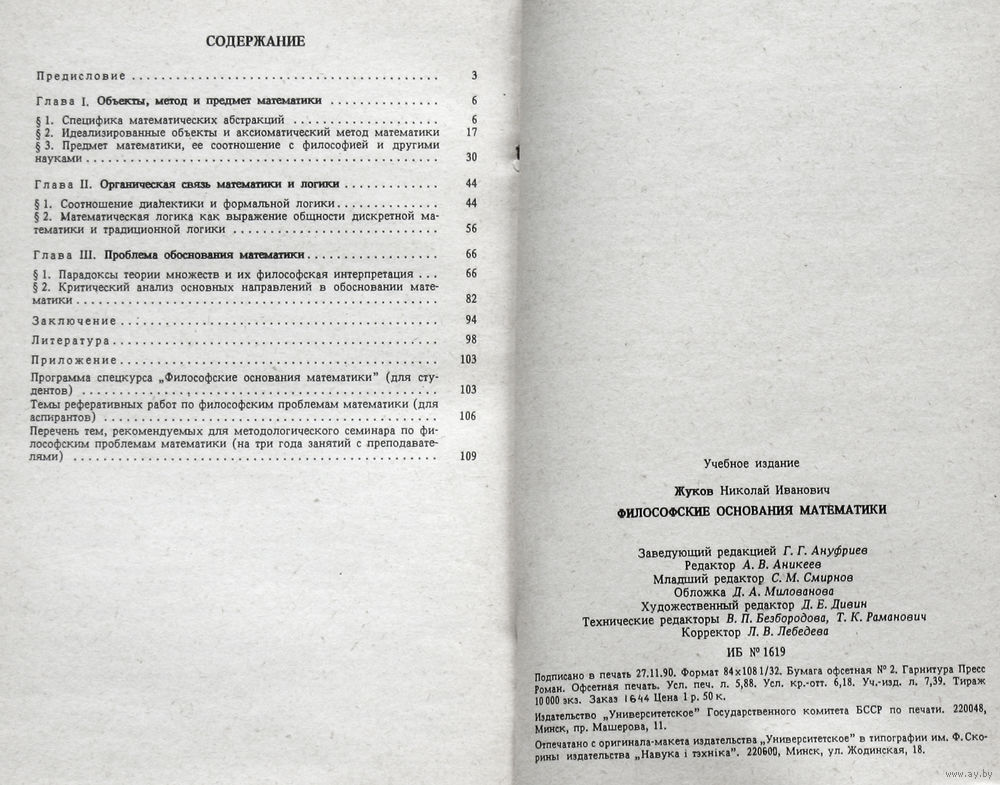 СОДЕРЖАНИЕ
Предисловие . . . . . . . . . . . . . . . . . . . . . . . . . . . . . . . . . . . . . . 3
Глава I. Объекты, метод и предмет математики . . . . . . . . . . . . . . 6
§ 1. Специфика математических абстракций . . . . . . . . . . . . . . . . . . 6
§ 2. Идеализированные объекты и аксиоматический метод математики 17
§ 3. Предмет математики, ее соотношение с философией и другими
науками . . . . . . . . . . . . . . . . . . . . . . . . . . . . . . . . . . . . . . . . . . . 30
Глава II. Органическая связь математики и логики . . . . . . . . . . . . 44
§ 1. Соотношение диалектики и формальной логики . . . . . . . . . . . . . 44
§ 2. Математическая логика как выражение общности дискретной ма-
тематики и традиционной логики . . . . . . . . . . . . . . . . . . . . . . . . . 56
Глава III. Проблема обоснования математики . . . . . . . . . . . . . . . . . 66
§ 1. Парадоксы теории множеств и их философская интерпретация . . . 66
§ 2. Критический анализ основных направлений в обосновании мате-
матики . . . . . . . . . . . . . . . . . . . . . . . . . . . . . . . . . . . . . . . . . . . . 82
Заключение . . . . . . . . . . . . . . . . . . . . . . . . . . . . . . . . . . . . . . . . 94
Литература . . . . . . . . . . . . . . . . . . . . . . . . . . . . . . . . . . . . . . . . . 98
Приложение . . . . . . . . . . . . . . . . . . . . . . . . . . . . . . . . . . . . . . . . 103
Программа спецкурса „Философские основания математики" (для сту-
дентов) . . . . . . . . . . . . . . . . . . . . . . . . . . . . . . . . . . . . . . . . . . . 103
Темы реферативных работ по философским проблемам математики (для
аспирантов) . . . . . . . . . . . . . . . . . . . . . . . . . . . . . . . . . . . . . . . . 106
Перечень тем, рекомендуемых для методологического семинара по фи-
лософским проблемам математики (на три года занятий с преподавате-
лями) . . . . . . . . . . . . . . . . . . . . . . . . . . . . . . . . . . . . . . . . . . . . . 109
Учебное издание
Жуков Николай Иванович
ФИЛОСОФСКИЕ ОСНОВАНИЯ МАТЕМАТИКИ
Заведующий редакцией Г. Г. Ануфриев
Редактор А. В. Аникеев
Младший редактор С. М. Смирнов
Обложка Д. А. Милованова
Художественный редактор Д. Е. Дивин
Технические редакторы В. П. Безбородова, Т. К. Раманович
Корректор Л. В. Лебедева
ИБ № 1619
Подписано в печать 27.11.90. Формат 84х108 1/32. Бумага офсетная № 2. Гарнитура Пресс
Роман. Офсетная печать. Усл. печ. л. 5,88. Усл. кр.-отт. 6,18. Уч.-изд. л. 7,39. Тираж
10 000 экз. Заказ 1644 Цена 1 р. 50 к.
Издательство „Университетское" Государственного комитета БССР по печати. 220048,
Минск, пр. Машерова, 11.
Отпечатано с оригинала-макета издательства „Университетское" в типографии им. Ф. Ско-
рины издательства „Навука і тэхніка". 220600, Минск, ул. Жодинская, 18.
www.ay.by